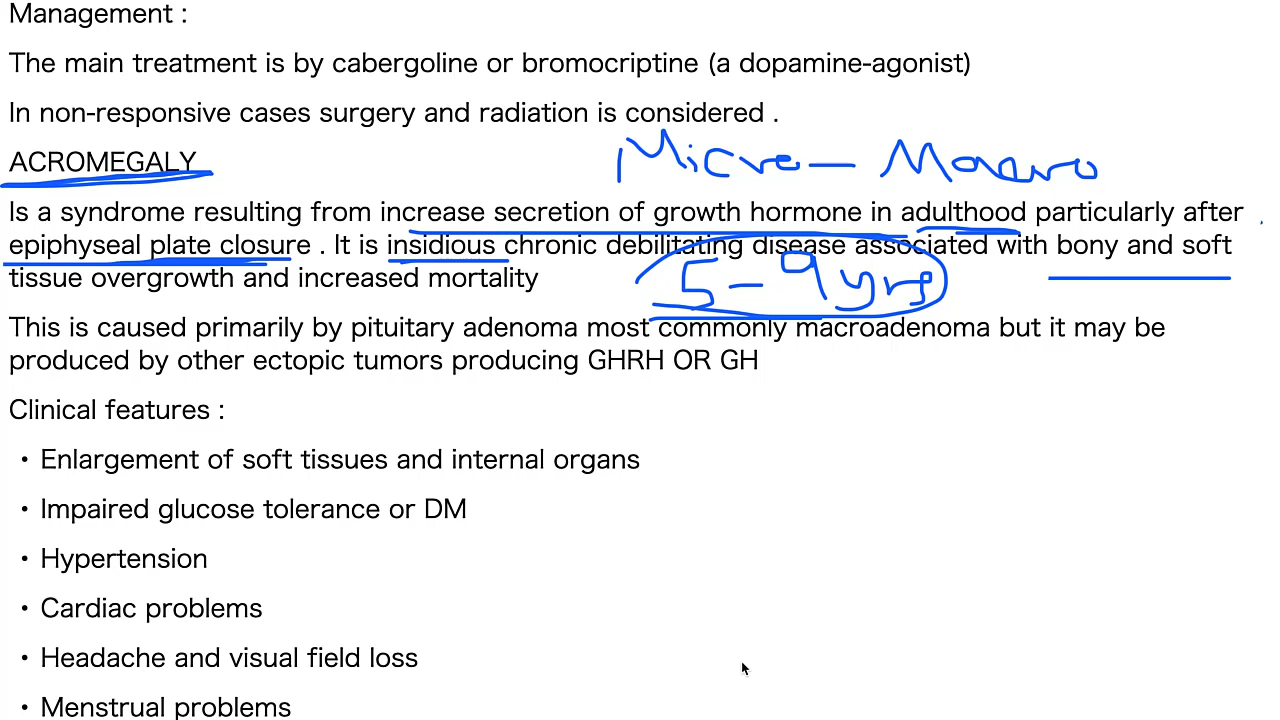 Management :
The main treatment is by cabergoline or bromocriptine (a dopamine-agonist)
In non-responsive cases surgery and radiation is considered .
ACROMEGALY
Micro — Macro
Is a syndrome resulting from increase secretion of growth hormone in adulthood particularly after
epiphyseal plate closure . It is insidious chronic debilitating disease associated with bony and soft
tissue overgrowth and increased mortality
5 – 9 yrs
This is caused primarily by pituitary adenoma most commonly macroadenoma but it may be
produced by other ectopic tumors producing GHRH OR GH
Clinical features :
• Enlargement of soft tissues and internal organs
• Impaired glucose tolerance or DM
• Hypertension
• Cardiac problems
• Headache and visual field loss
• Menstrual problems